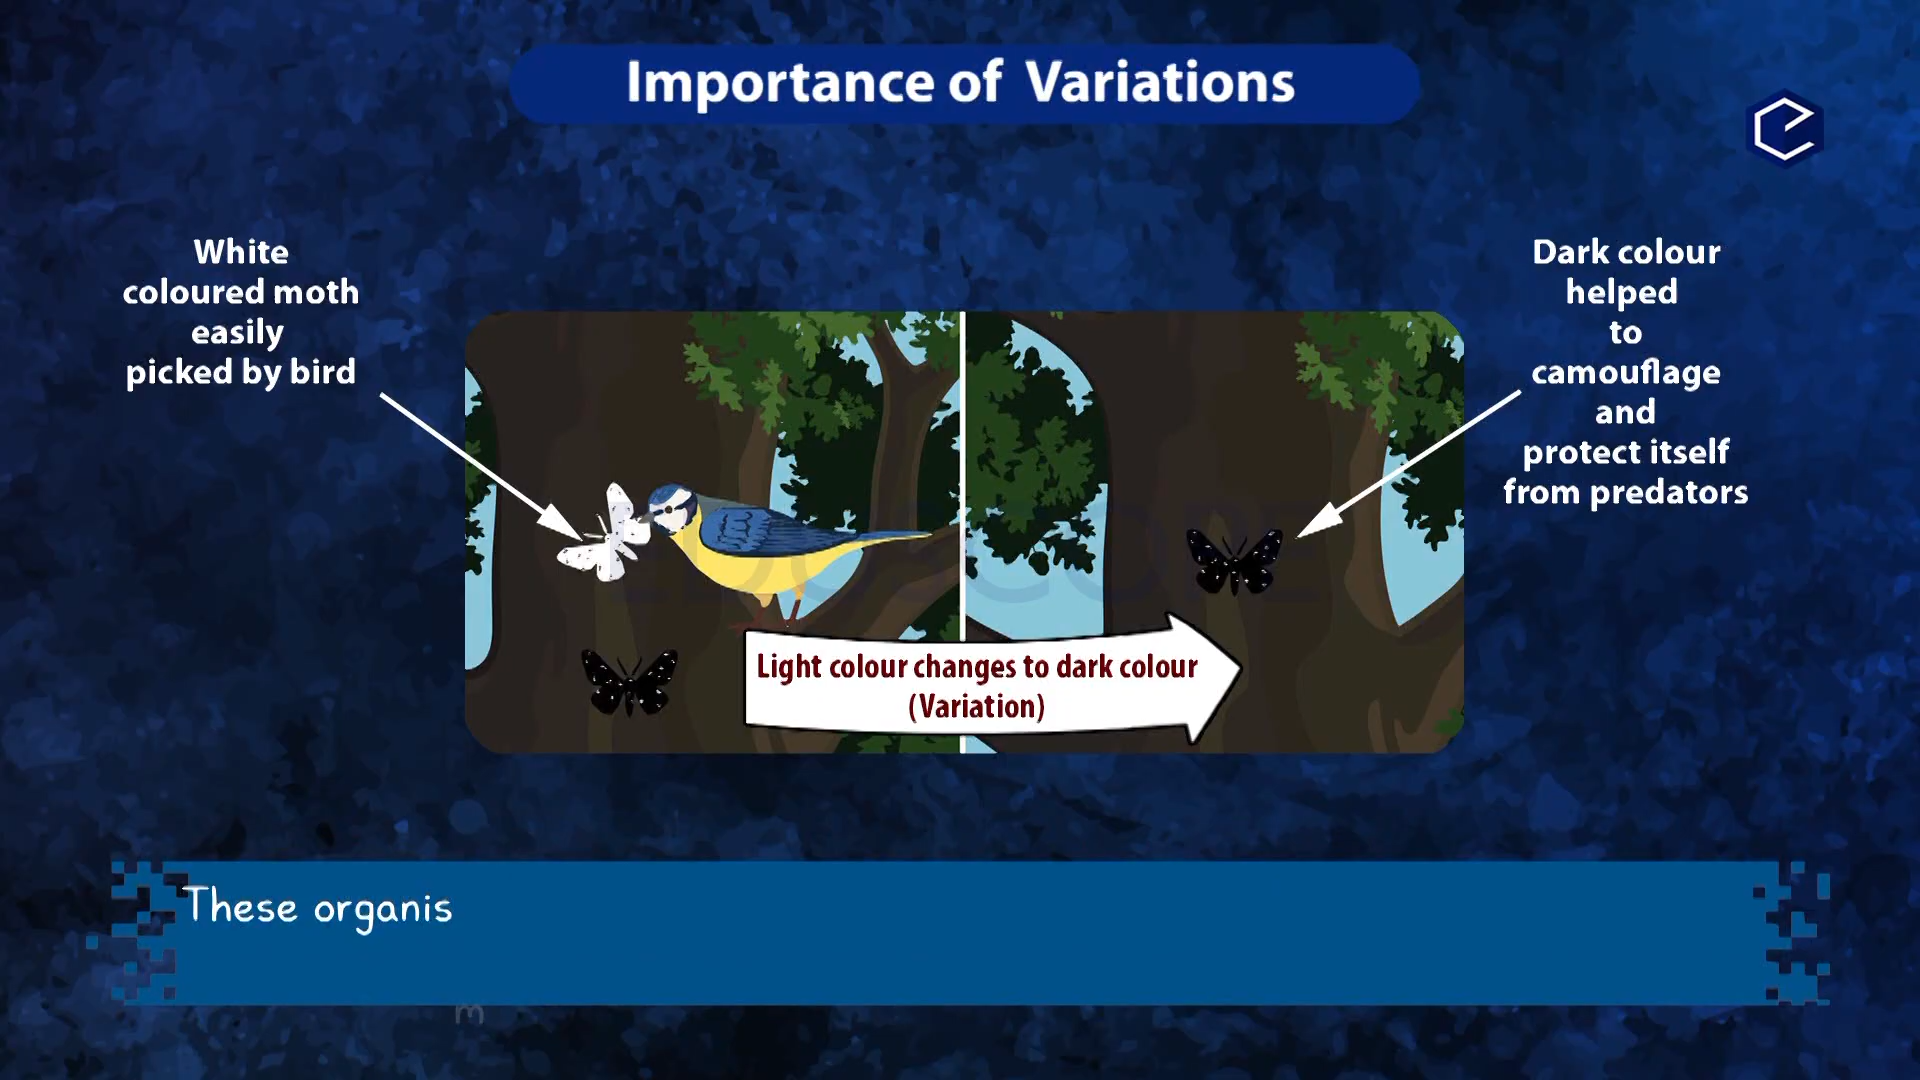 Importance of Variations
White
coloured moth
easily
picked by bird
Dark colour
helped
to
camouflage
and
protect itself
from predators
Light colour changes to dark colour
(Variation)
These organis
m